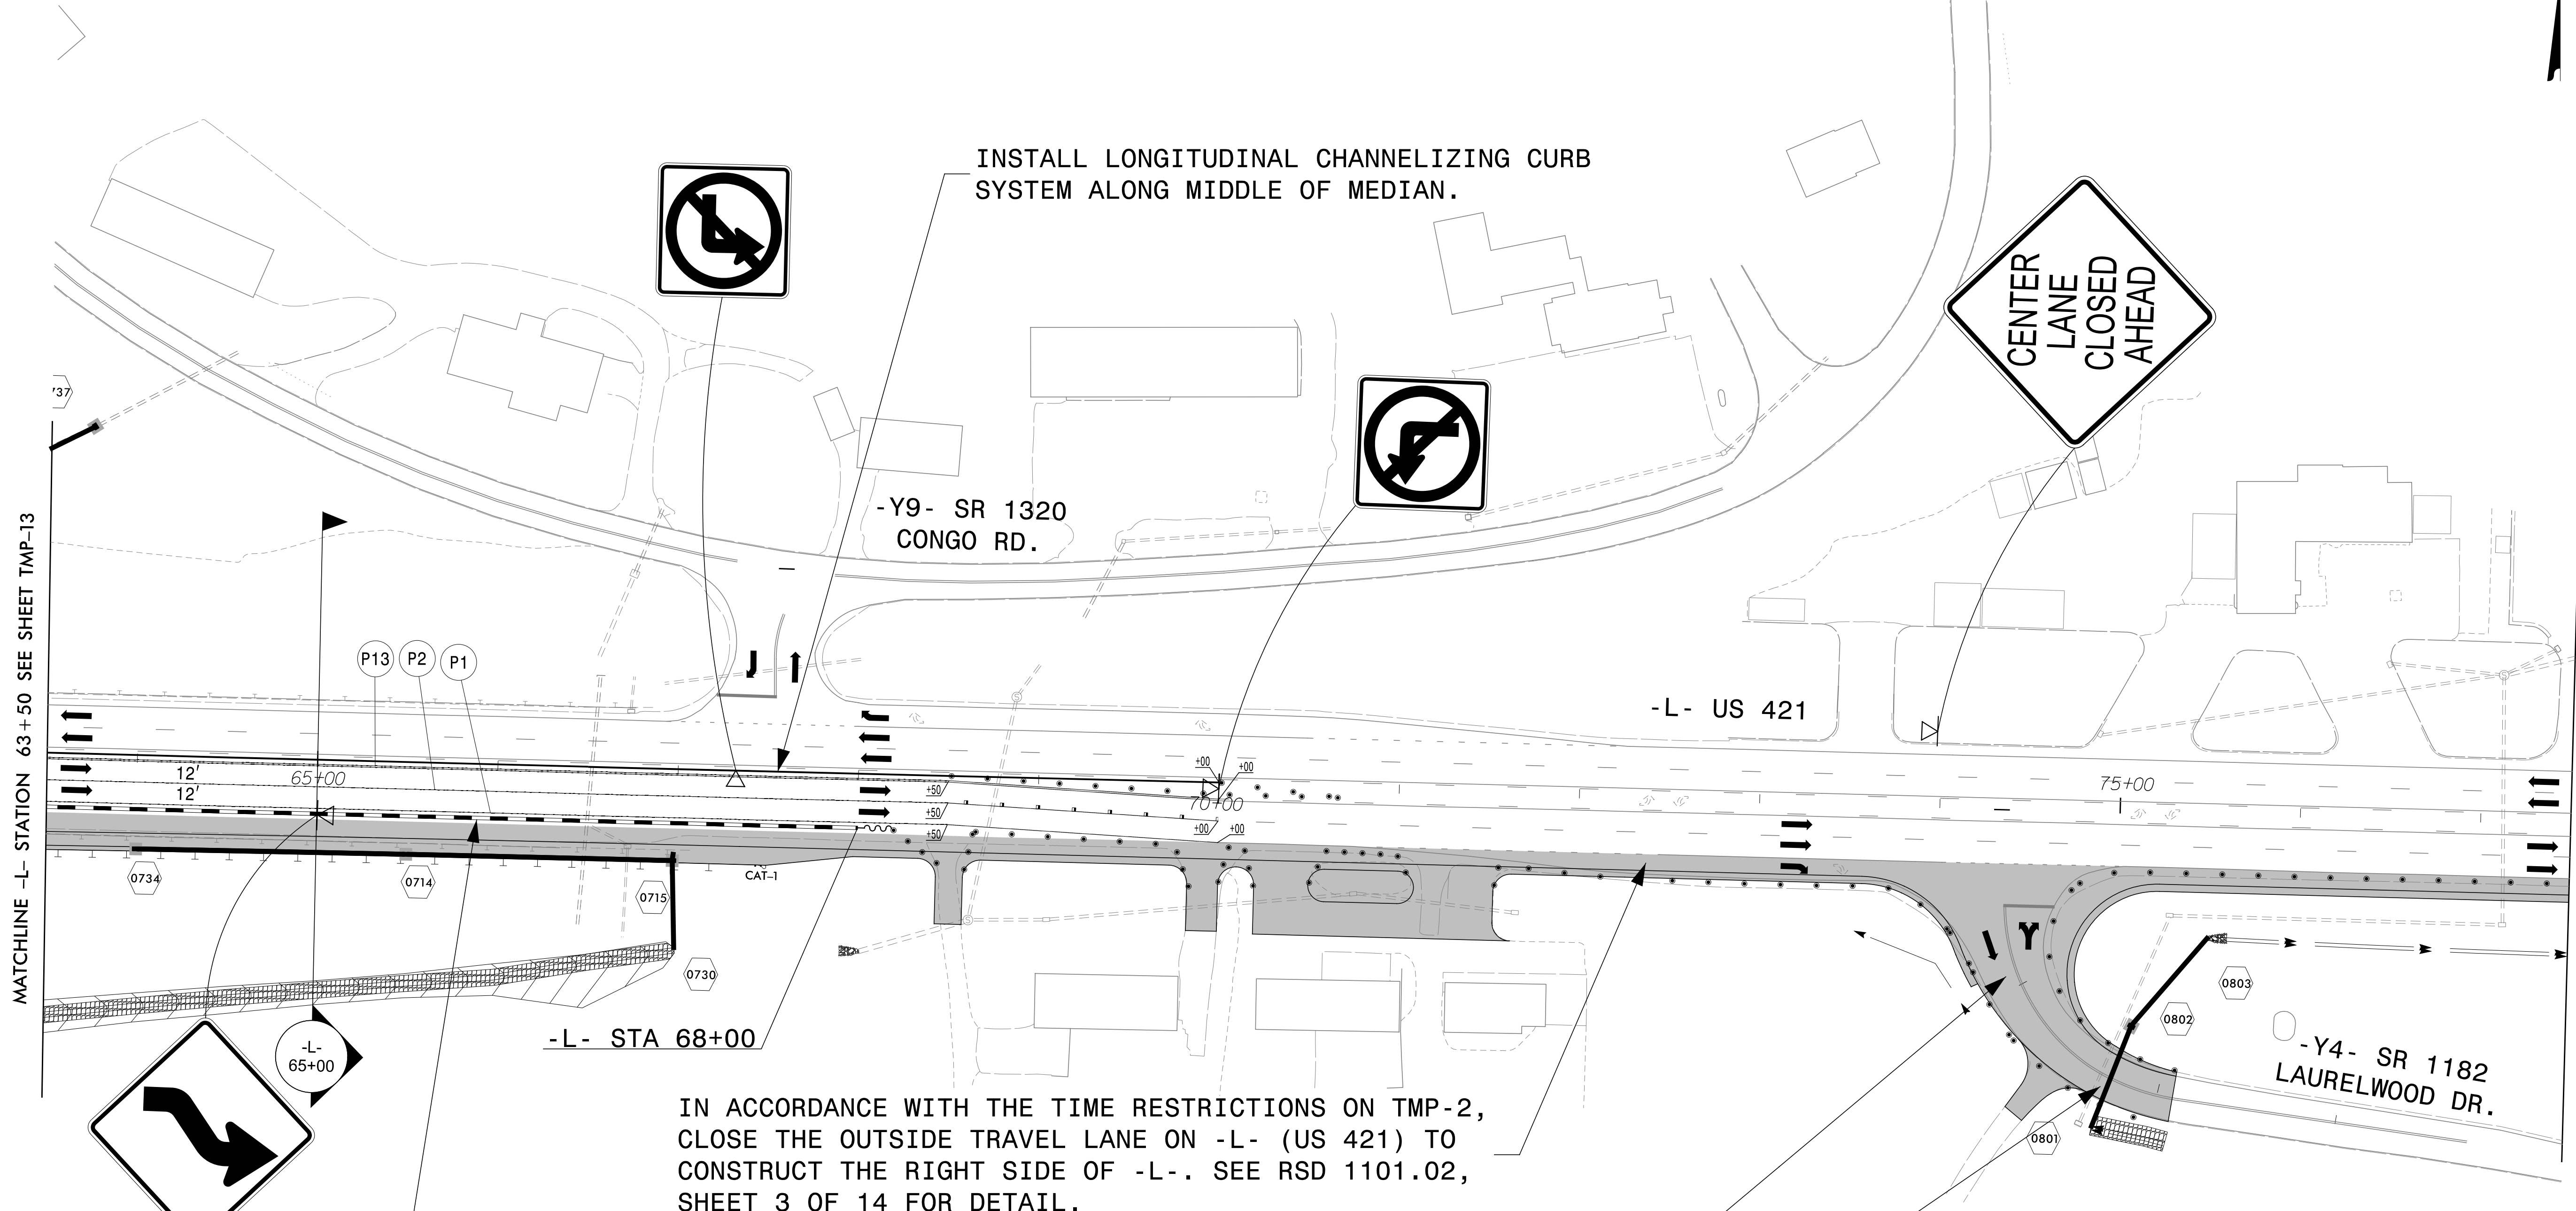 INSTALL LONGITUDINAL CHANNELIZING CURB
SYSTEM ALONG MIDDLE OF MEDIAN.
CENTER
LANE
CLOSED
AHEAD
-Y9- SR 1320
CONGO RD.
MATCHLINE -L- STATION 63+50 SEE SHEET TMP-13
P13
P2
P1
-L- US 421
12'
12'
65+00
+00
+00
+50
70+00
75+00
+50
+50
+00
+00
0734
0714
0715
CAT-1
0730
0803
0802
0801
-L- STA 68+00
-L-
65+00
-Y4- SR 1182
LAURELWOOD DR.
IN ACCORDANCE WITH THE TIME RESTRICTIONS ON TMP-2,
CLOSE THE OUTSIDE TRAVEL LANE ON -L- (US 421) TO
CONSTRUCT THE RIGHT SIDE OF -L-. SEE RSD 1101.02,
SHEET 3 OF 14 FOR DETAIL.